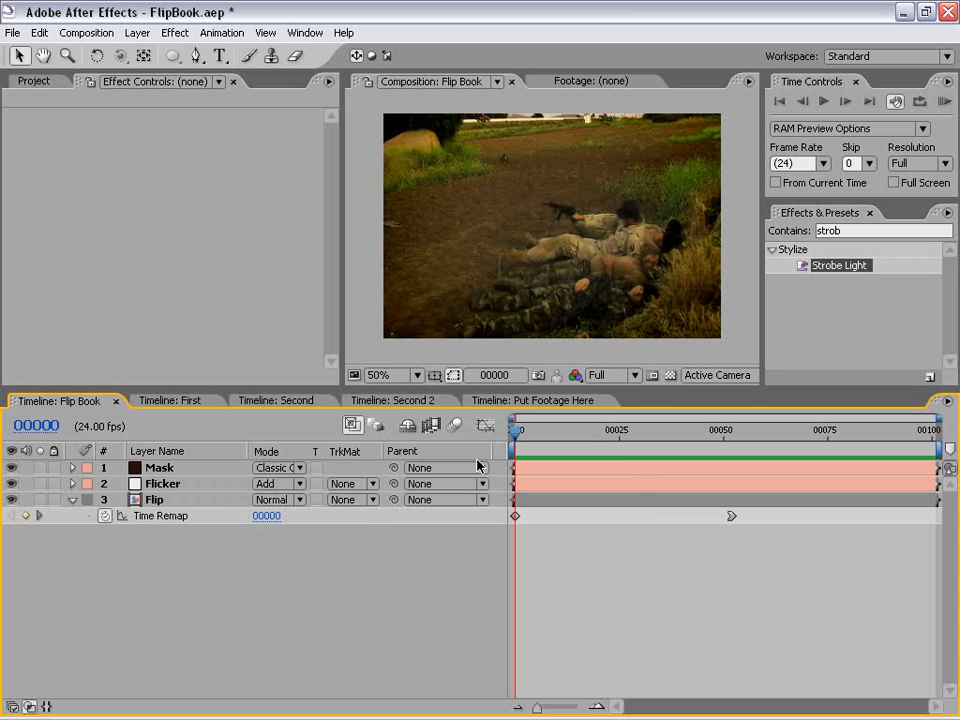 Adobe After Effects - FlipBook.aep *
File Edit Composition Layer Effect Animation View Window Help
Workspace: Standard
Project Effect Controls: (none)
Composition: Flip Book Footage: (none)
Time Controls
RAM Preview Options
Frame Rate Skip Resolution
(24) 0 Full
From Current Time Full Screen
Effects & Presets
Contains: strob
Stylize
Strobe Light
50% 00000 Full Active Camera
Timeline: Flip Book Timeline: First Timeline: Second Timeline: Second 2 Timeline: Put Footage Here
00000 (24.00 fps)
0 00025 00050 00075 00100
# Layer Name Mode T TrkMat Parent
1 Mask Classic C None
2 Flicker Add None None
3 Flip Normal None None
Time Remap 00000